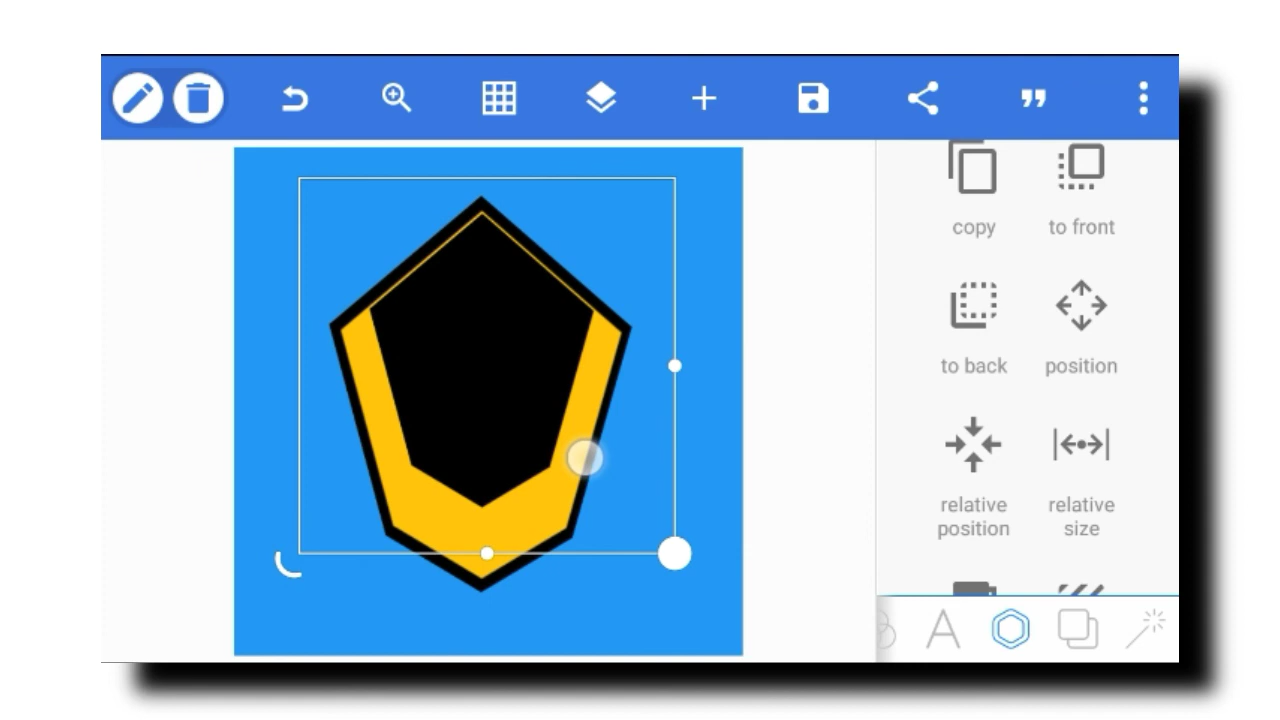 copy
to front
to back
position
relative
position
relative
size
A